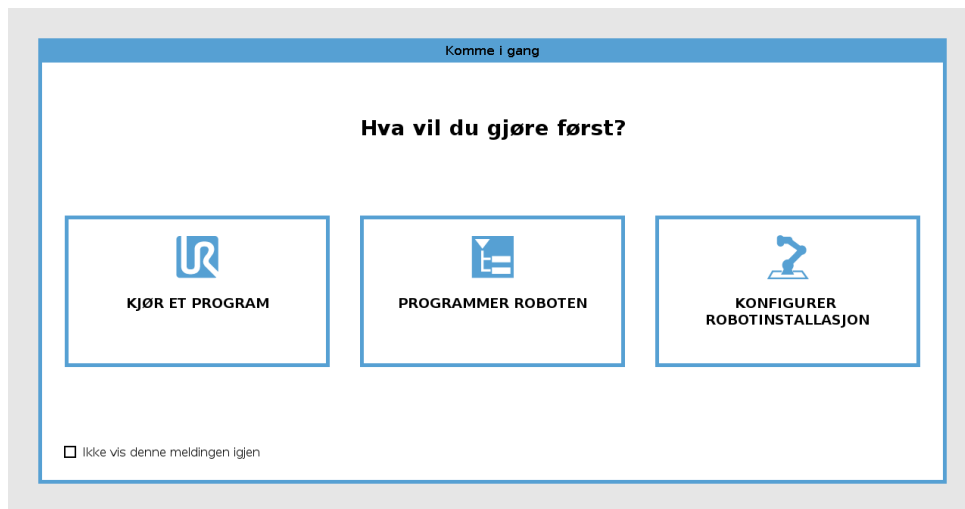 Komme i gang
Hva vil du gjøre først?
UR
KJØR ET PROGRAM
PROGRAMMER ROBOTEN
KONFIGURER
ROBOTINSTALLASJON
Ikke vis denne meldingen igjen